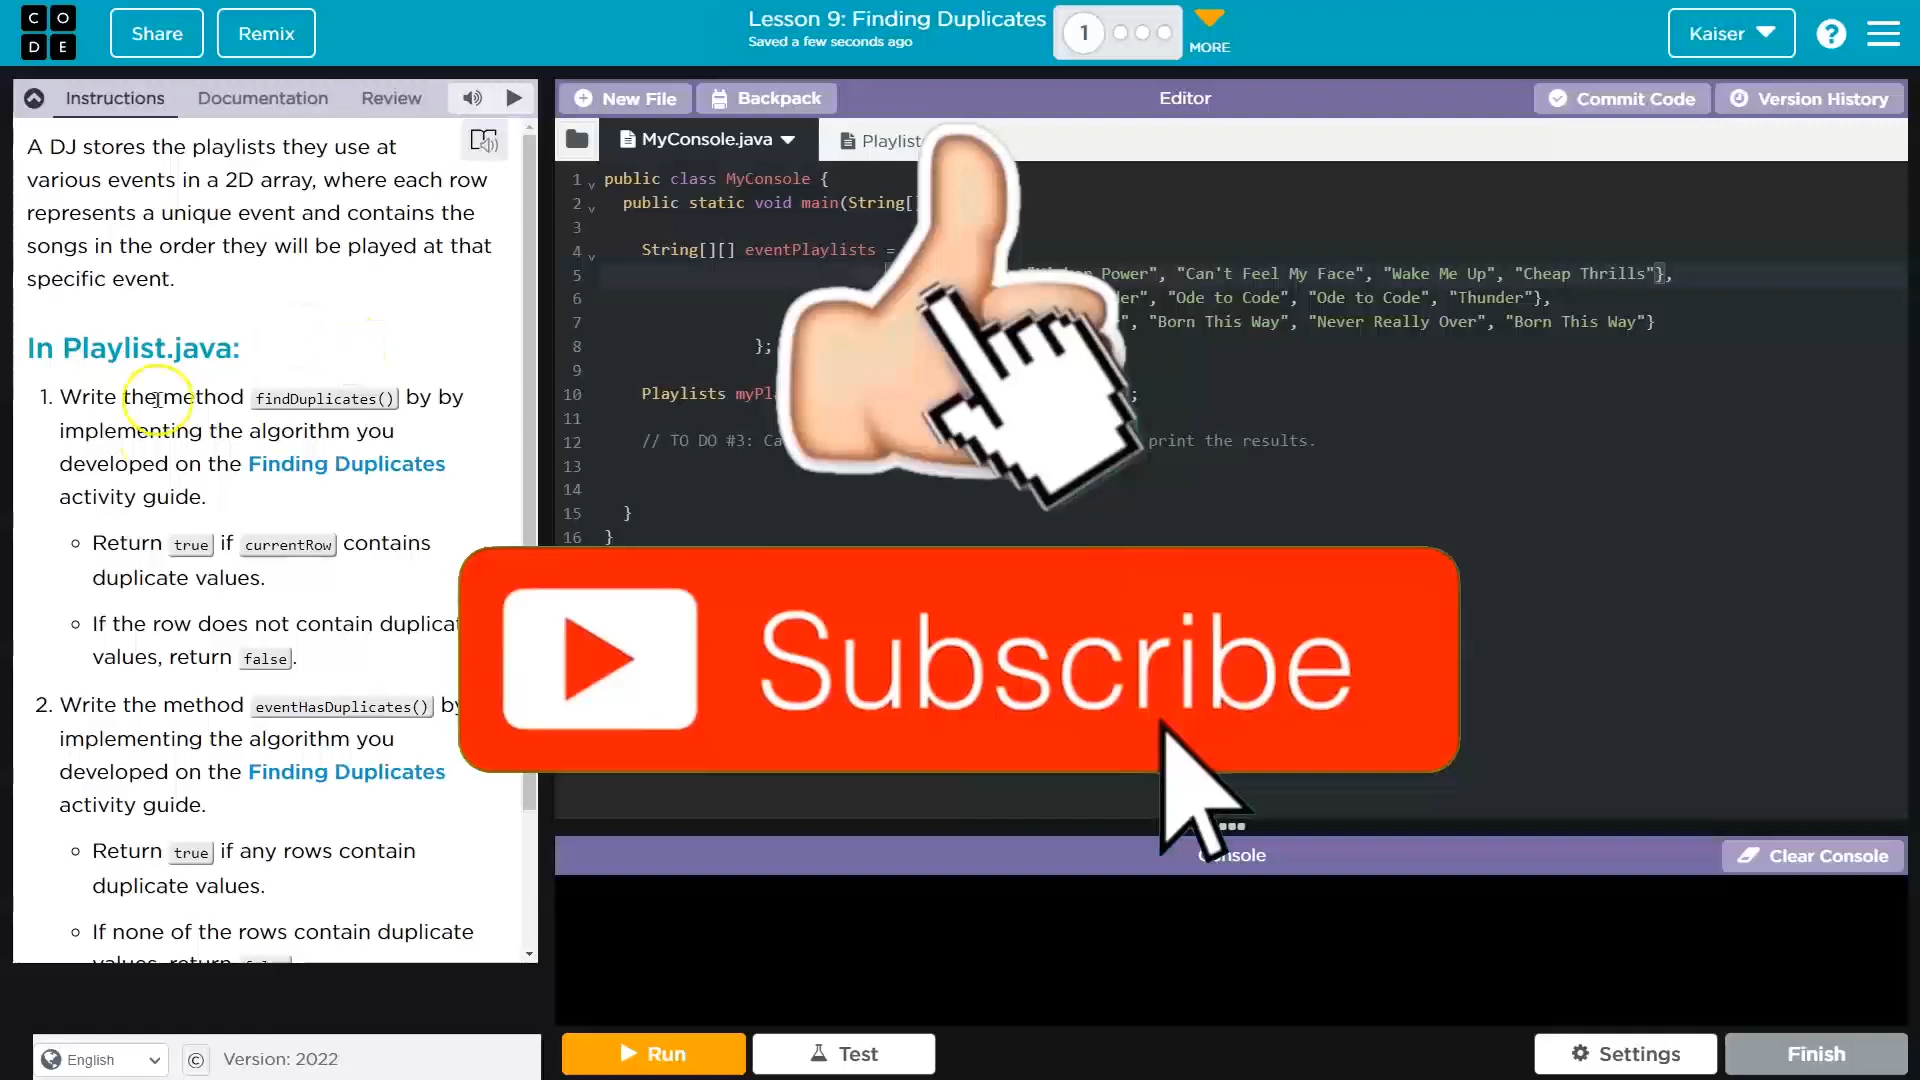 CODE
Share
Remix
Lesson 9: Finding Duplicates
Saved a few seconds ago
1
MORE
Kaiser
?
Instructions
Documentation
Review
A DJ stores the playlists they use at
various events in a 2D array, where each row
represents a unique event and contains the
songs in the order they will be played at that
specific event.
In Playlist.java:
1. Write the method findDuplicates() by by
implementing the algorithm you
developed on the Finding Duplicates
activity guide.
Return true if currentRow contains
duplicate values.
If the row does not contain
values, return false.
2. Write the method eventHasDuplicates() by
implementing the algorithm you
developed on the Finding Duplicates
activity guide.
Return true if any rows contain
duplicate values.
If none of the rows contain duplicate
values, return
New File
Backpack
Editor
Commit Code
Version History
MyConsole.java
1 public class MyConsole {
2 public static void main(String[]
3
4 String[][] eventPlaylists =
5 Power", "Can't Feel My Face", "Wake Me Up", "Cheap Thrills"},
6 "Ode to Code", "Ode to Code", "Thunder"},
7 "Born This Way", "Never Really Over", "Born This Way"}
8 };
9
10 Playlists ;
11
12 // TO DO #3: print the results.
13
14
15 }
16 }
Subscribe
Console
Clear Console
English
©
Version: 2022
Run
Test
Settings
Finish